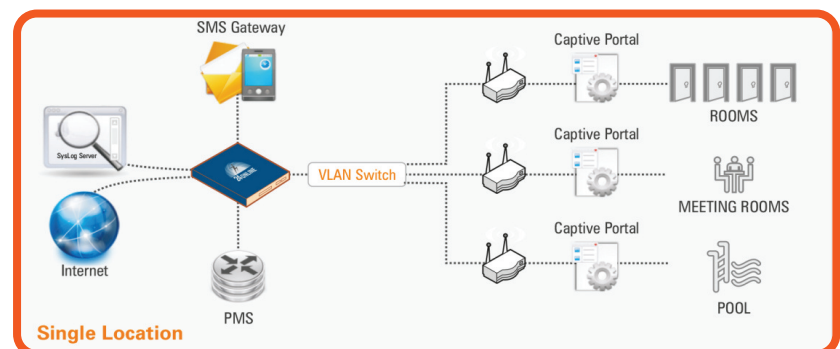 SMS Gateway
SysLog Server
Internet
PMS
VLAN Switch
Captive Portal
ROOMS
Captive Portal
MEETING ROOMS
Captive Portal
POOL
Single Location